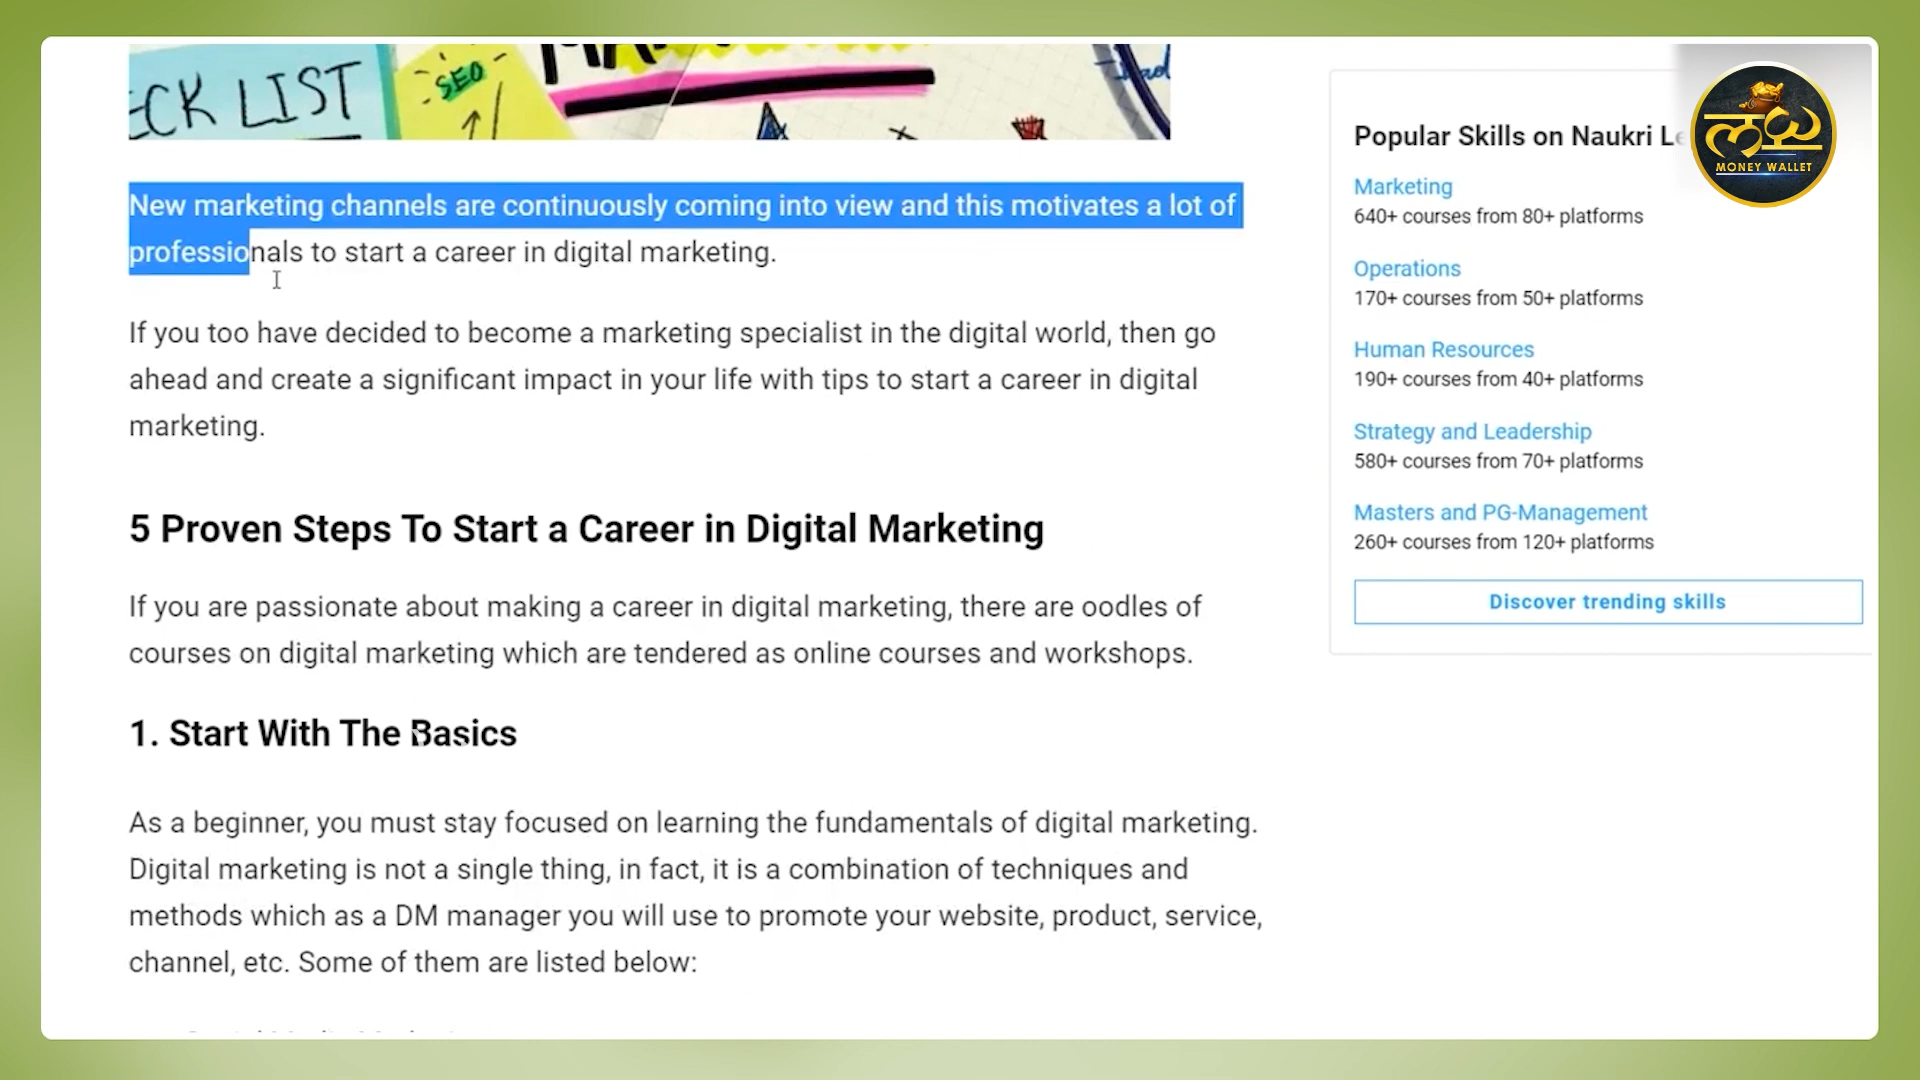 CK LIST
SEO
New marketing channels are continuously coming into view and this motivates a lot of
professionals to start a career in digital marketing.
If you too have decided to become a marketing specialist in the digital world, then go
ahead and create a significant impact in your life with tips to start a career in digital
marketing.
5 Proven Steps To Start a Career in Digital Marketing
If you are passionate about making a career in digital marketing, there are oodles of
courses on digital marketing which are tendered as online courses and workshops.
1. Start With The Basics
As a beginner, you must stay focused on learning the fundamentals of digital marketing.
Digital marketing is not a single thing, in fact, it is a combination of techniques and
methods which as a DM manager you will use to promote your website, product, service,
channel, etc. Some of them are listed below:
Popular Skills on Naukri Le
Marketing
640+ courses from 80+ platforms
Operations
170+ courses from 50+ platforms
Human Resources
190+ courses from 40+ platforms
Strategy and Leadership
580+ courses from 70+ platforms
Masters and PG-Management
260+ courses from 120+ platforms
Discover trending skills
MONEY WALLET